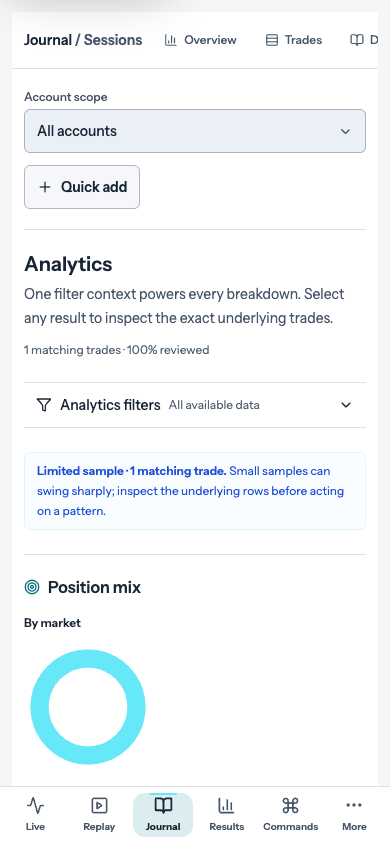 Journal / Sessions Overview Trades D
Account scope
All accounts
Quick add
Analytics
One filter context powers every breakdown. Select
any result to inspect the exact underlying trades.
1 matching trades · 100% reviewed
Analytics filters All available data
Limited sample · 1 matching trade. Small samples can
swing sharply; inspect the underlying rows before acting
on a pattern.
Position mix
By market
Live Replay Journal Results Commands More